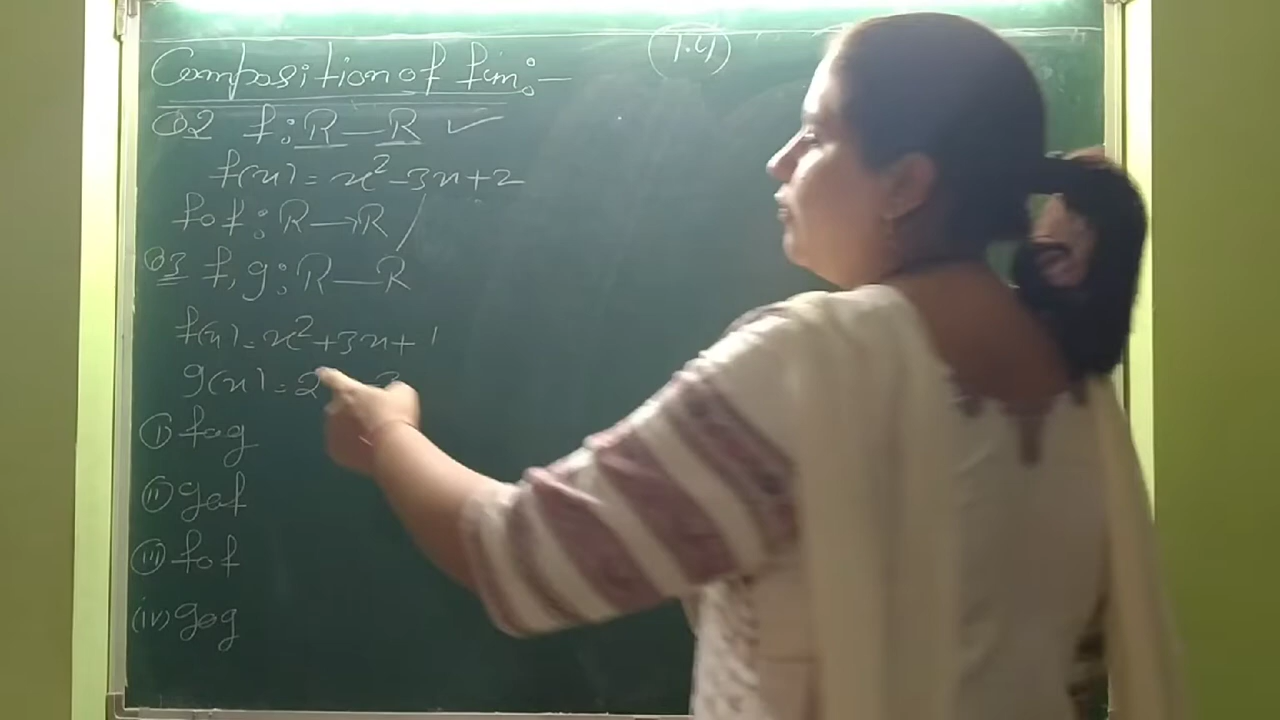 Composition of fun:-
(1.4)
Q2 f: R — R ✓
f(x) = x²-3x+2
fof: R → R /
Q3 f, g: R — R
f(x) = x²+3x+1
g(x) = 2 -3
(i) fog
(ii) gof
(iii) fof
(iv) gog